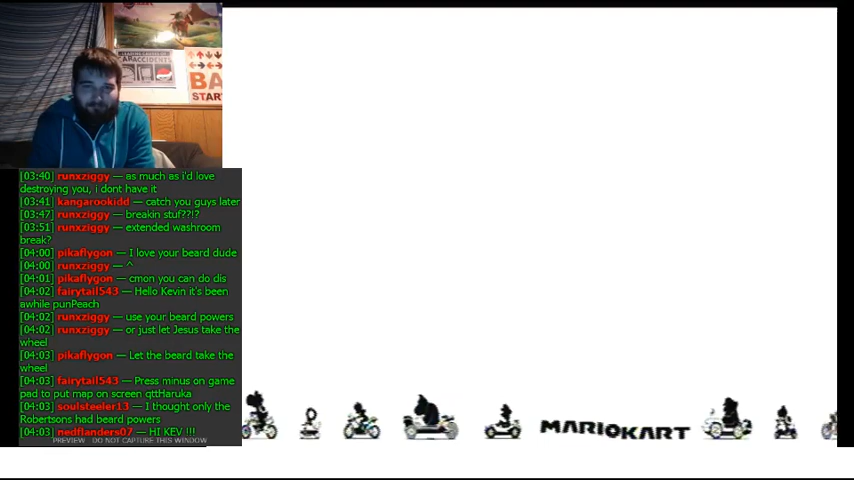 LEADING CAUSES OF
CAR ACCIDENTS
BA
START
[03:40] runxziggy — as much as i'd love
destroying you, i dont have it
[03:41] kangarookidd — catch you guys later
[03:47] runxziggy — breakin stuf??!?
[03:51] runxziggy — extended washroom
break?
[04:00] pikaflygon — I love your beard dude
[04:00] runxziggy — ^
[04:01] pikaflygon — cmon you can do dis
[04:02] fairytail543 — Hello Kevin it's been
awhile punPeach
[04:02] runxziggy — use your beard powers
[04:02] runxziggy — or just let Jesus take the
wheel
[04:03] pikaflygon — Let the beard take the
wheel
[04:03] fairytail543 — Press minus on game
pad to put map on screen qttHaruka
[04:03] soulsteeler13 — I thought only the
Robertsons had beard powers
[04:03] nedflanders07 — HI KEV !!!
PREVIEW - DO NOT CAPTURE THIS WINDOW
MARIOKART